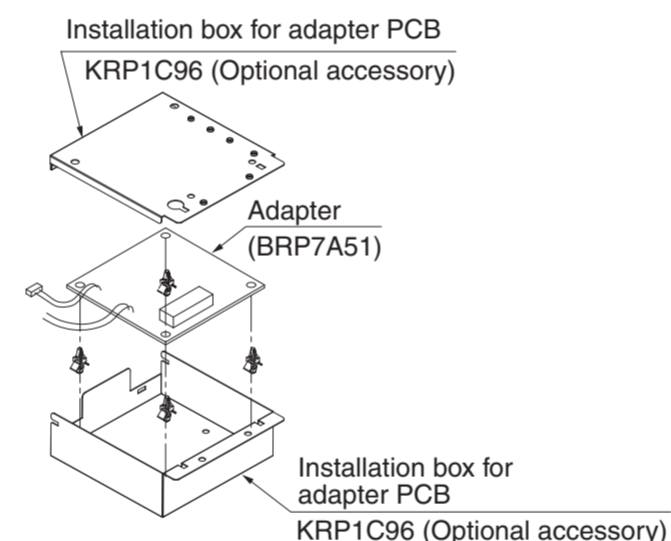 Installation box for adapter PCB
KRP1C96 (Optional accessory)
Adapter
(BRP7A51)
Installation box for
adapter PCB
KRP1C96 (Optional accessory)